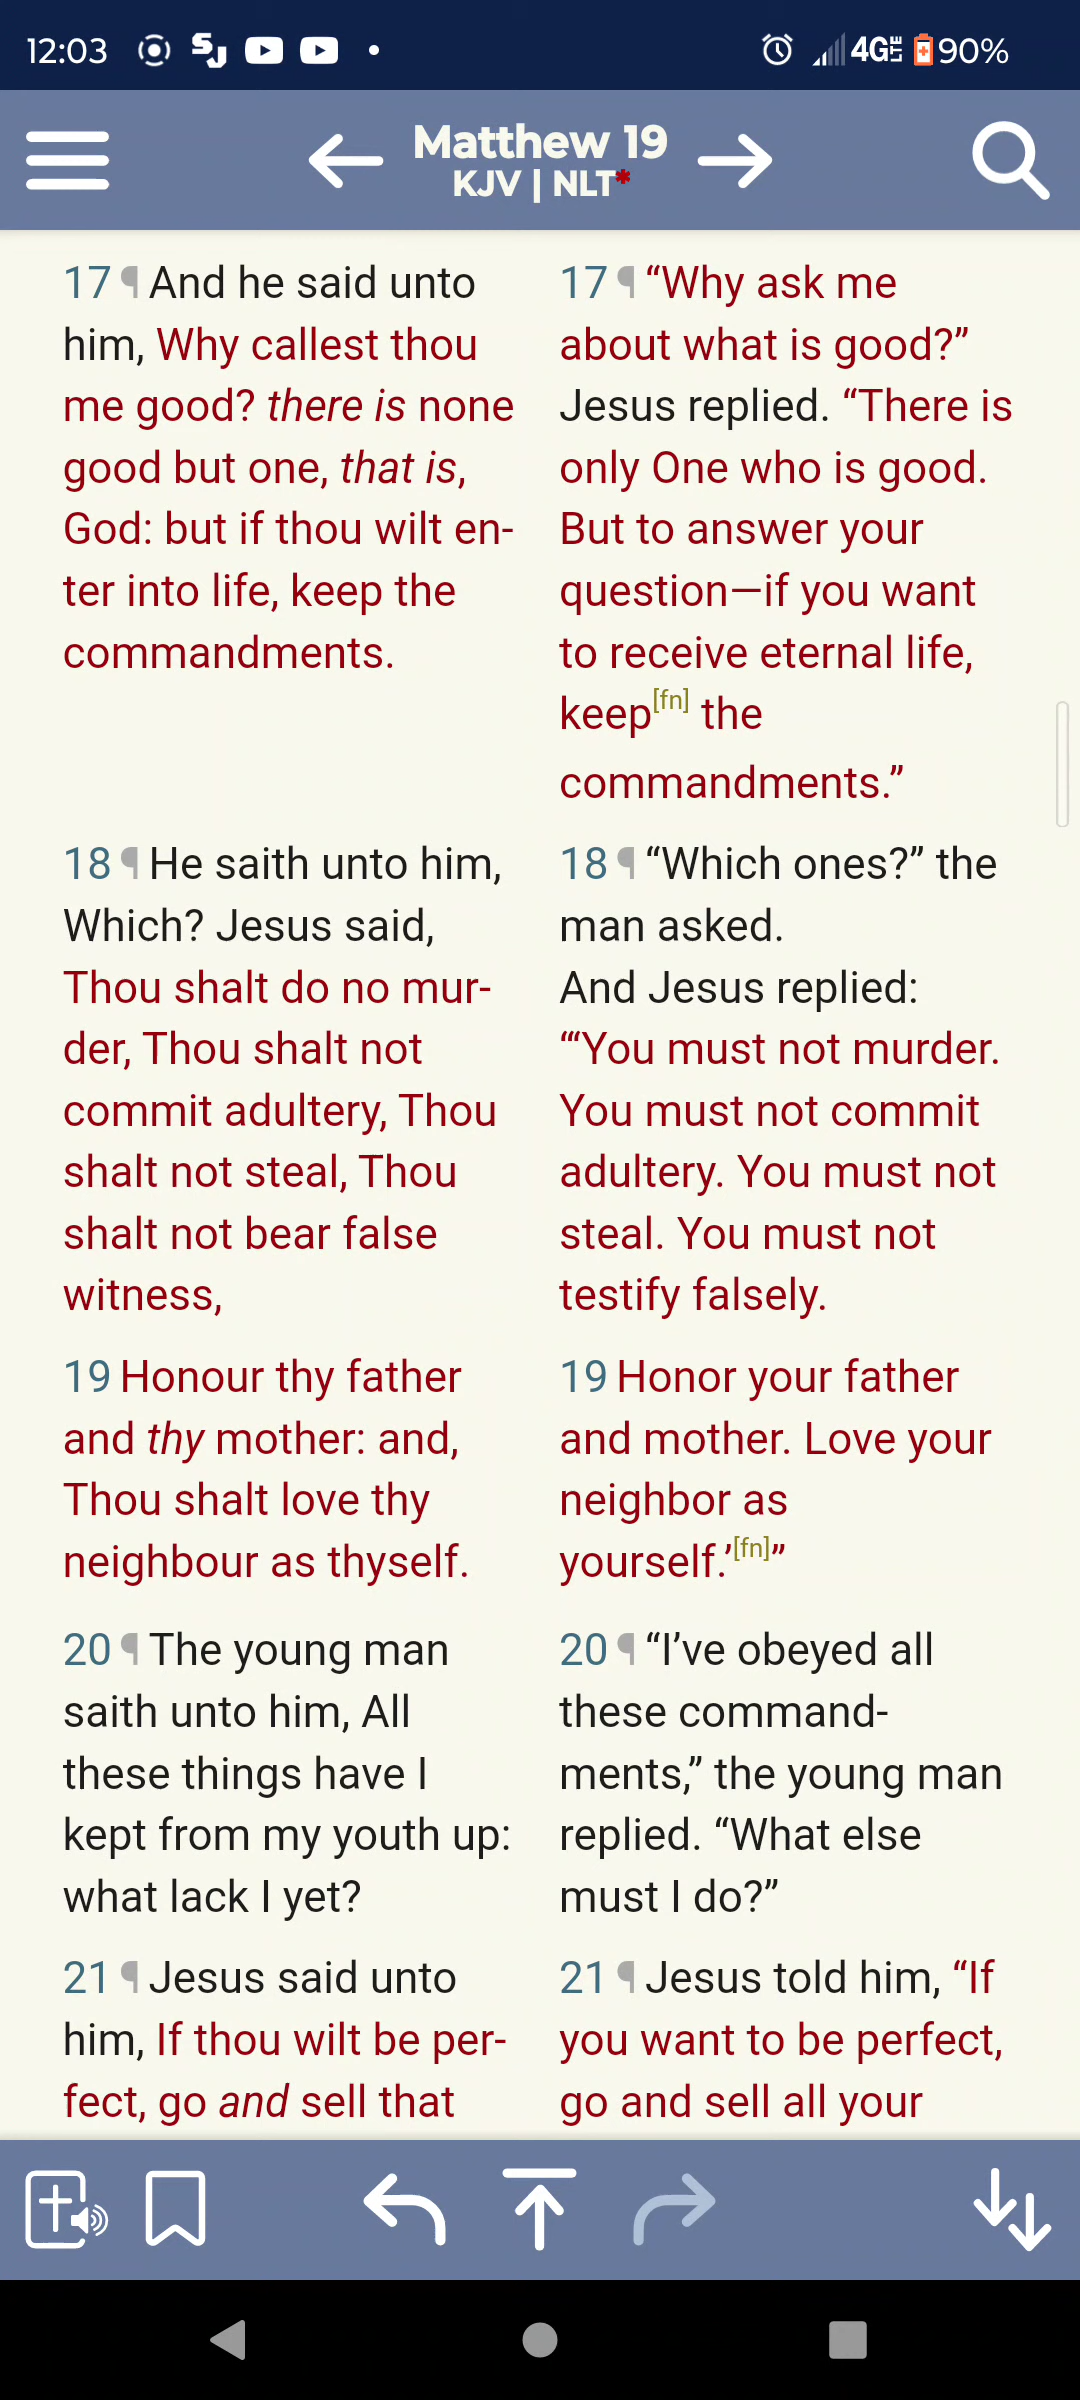 12:03
4G LTE 90%
Matthew 19
KJV | NLT*
17 ¶ And he said unto
him, Why callest thou
me good? there is none
good but one, that is,
God: but if thou wilt en-
ter into life, keep the
commandments.
17 ¶ “Why ask me
about what is good?”
Jesus replied. “There is
only One who is good.
But to answer your
question—if you want
to receive eternal life,
keep[fn] the
commandments.”
18 ¶ He saith unto him,
Which? Jesus said,
Thou shalt do no mur-
der, Thou shalt not
commit adultery, Thou
shalt not steal, Thou
shalt not bear false
witness,
18 ¶ “Which ones?” the
man asked.
And Jesus replied:
“‘You must not murder.
You must not commit
adultery. You must not
steal. You must not
testify falsely.
19 Honour thy father
and thy mother: and,
Thou shalt love thy
neighbour as thyself.
19 Honor your father
and mother. Love your
neighbor as
yourself.’[fn]”
20 ¶ The young man
saith unto him, All
these things have I
kept from my youth up:
what lack I yet?
20 ¶ “I’ve obeyed all
these command-
ments,” the young man
replied. “What else
must I do?”
21 ¶ Jesus said unto
him, If thou wilt be per-
fect, go and sell that
21 ¶ Jesus told him, “If
you want to be perfect,
go and sell all your